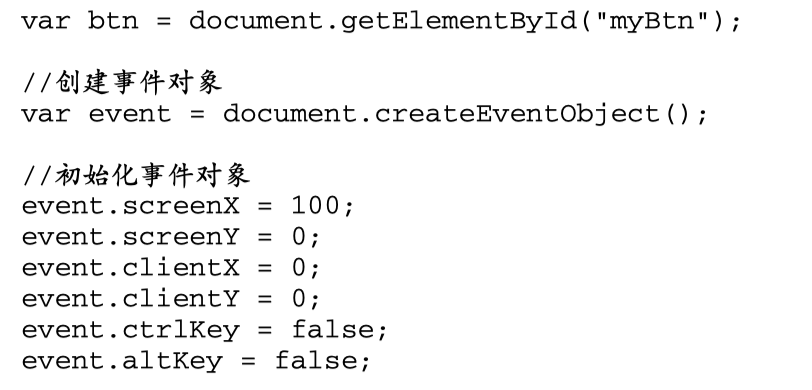 var btn = document.getElementById("myBtn");
//创建事件对象
var event = document.createEventObject();
//初始化事件对象
event.screenX = 100;
event.screenY = 0;
event.clientX = 0;
event.clientY = 0;
event.ctrlKey = false;
event.altKey = false;